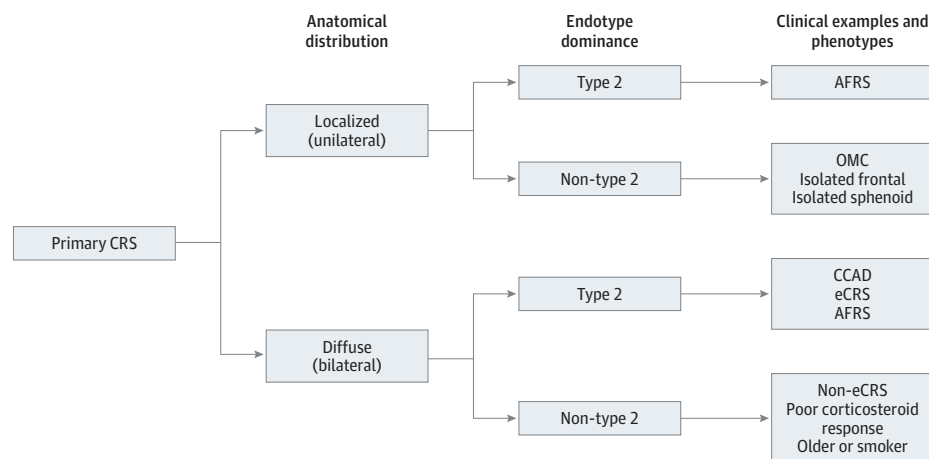 Anatomical
distribution
Endotype
dominance
Clinical examples and
phenotypes
Primary CRS
Localized
(unilateral)
Type 2
AFRS
Non-type 2
OMC
Isolated frontal
Isolated sphenoid
Diffuse
(bilateral)
Type 2
CCAD
eCRS
AFRS
Non-type 2
Non-eCRS
Poor corticosteroid
response
Older or smoker